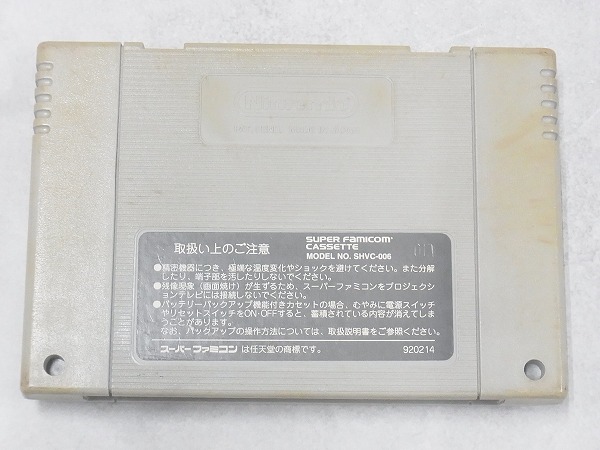 Nintendo
取扱い上のご注意
SUPER FAMICOM
CASSETTE
MODEL NO. SHVC-006
●精密機器につき、極端な温度変化やショックを避けてください。また分解
したり、端子部を汚したりしないでください。
●残像現象（画面焼け）が生ずるため、スーパーファミコンをプロジェクショ
ンテレビには接続しないでください。
●バッテリーバックアップ機能付きカセットの場合、むやみに電源スイッチ
やリセットスイッチをON・OFFすると、蓄積されている内容が消えてしま
うことがあります。
なお、バックアップの操作方法については、取扱説明書をご参照ください。
スーパーファミコン は任天堂の商標です。
920214